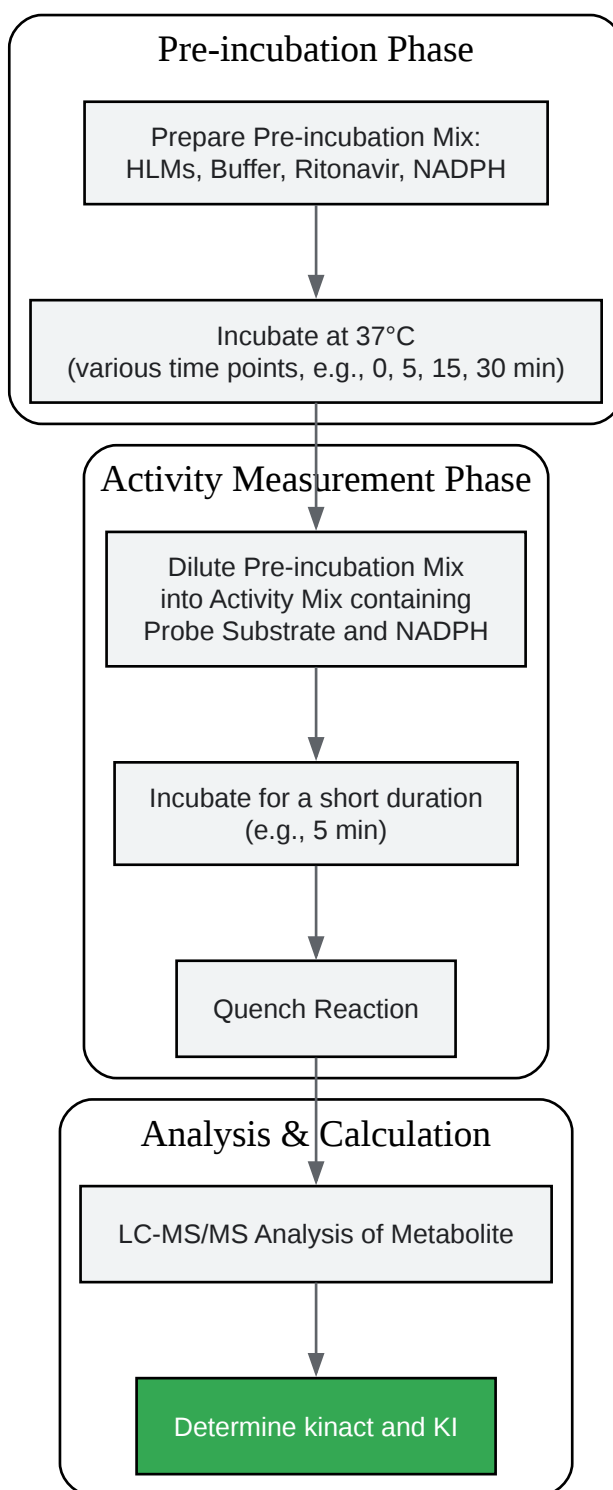 Pre-incubation Phase
Prepare Pre-incubation Mix:
HLMs, Buffer, Ritonavir, NADPH
Incubate at 37°C
(various time points, e.g., 0, 5, 15, 30 min)
Activity Measurement Phase
Dilute Pre-incubation Mix
into Activity Mix containing
Probe Substrate and NADPH
Incubate for a short duration
(e.g., 5 min)
Quench Reaction
Analysis & Calculation
LC-MS/MS Analysis of Metabolite
Determine kinact and KI